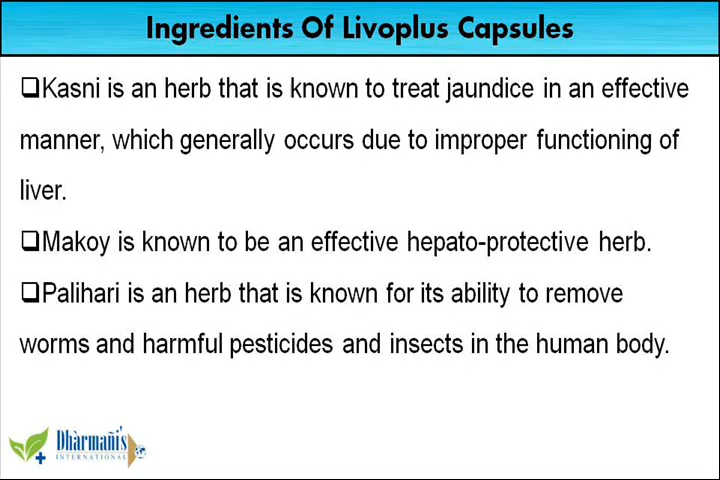 Ingredients Of Livoplus Capsules
❑Kasni is an herb that is known to treat jaundice in an effective
manner, which generally occurs due to improper functioning of
liver.
❑Makoy is known to be an effective hepato-protective herb.
❑Palihari is an herb that is known for its ability to remove
worms and harmful pesticides and insects in the human body.
Dhàrmañi's
INTERNATIONAL